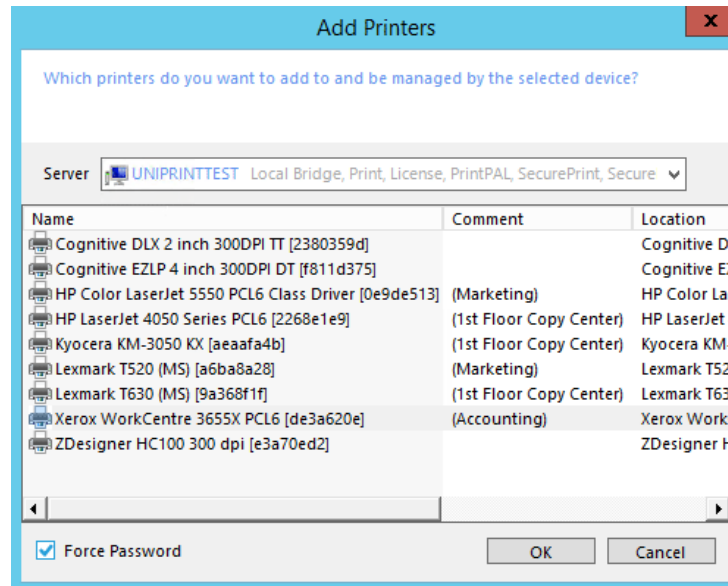 Add Printers
x
Which printers do you want to add to and be managed by the selected device?
Server UNIPRINTTEST Local Bridge, Print, License, PrintPAL, SecurePrint, Secure
Name Comment Location
Cognitive DLX 2 inch 300DPI TT [2380359d] Cognitive D
Cognitive EZLP 4 inch 300DPI DT [f811d375] Cognitive E
HP Color LaserJet 5550 PCL6 Class Driver [0e9de513] (Marketing) HP Color La
HP LaserJet 4050 Series PCL6 [2268e1e9] (1st Floor Copy Center) HP LaserJet
Kyocera KM-3050 KX [aeaafa4b] (1st Floor Copy Center) Kyocera KM-
Lexmark T520 (MS) [a6ba8a28] (Marketing) Lexmark T52
Lexmark T630 (MS) [9a368f1f] (1st Floor Copy Center) Lexmark T63
Xerox WorkCentre 3655X PCL6 [de3a620e] (Accounting) Xerox Work
ZDesigner HC100 300 dpi [e3a70ed2] ZDesigner H
Force Password OK Cancel